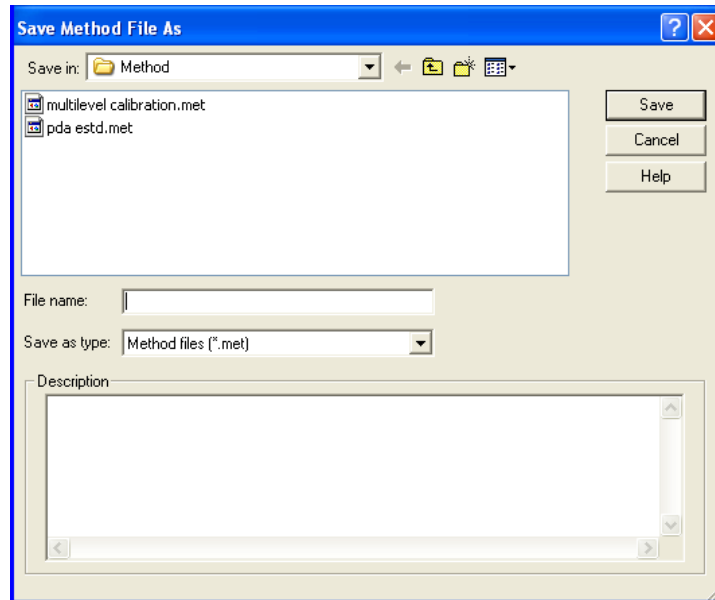 Save Method File As
Save in: Method
multilevel calibration.met
pda estd.met
Save
Cancel
Help
File name:
Save as type: Method files (*.met)
Description